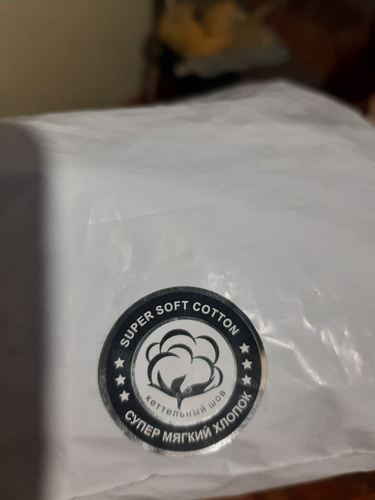 SUPER SOFT COTTON
кеттельный шов
СУПЕР МЯГКИЙ ХЛОПОК